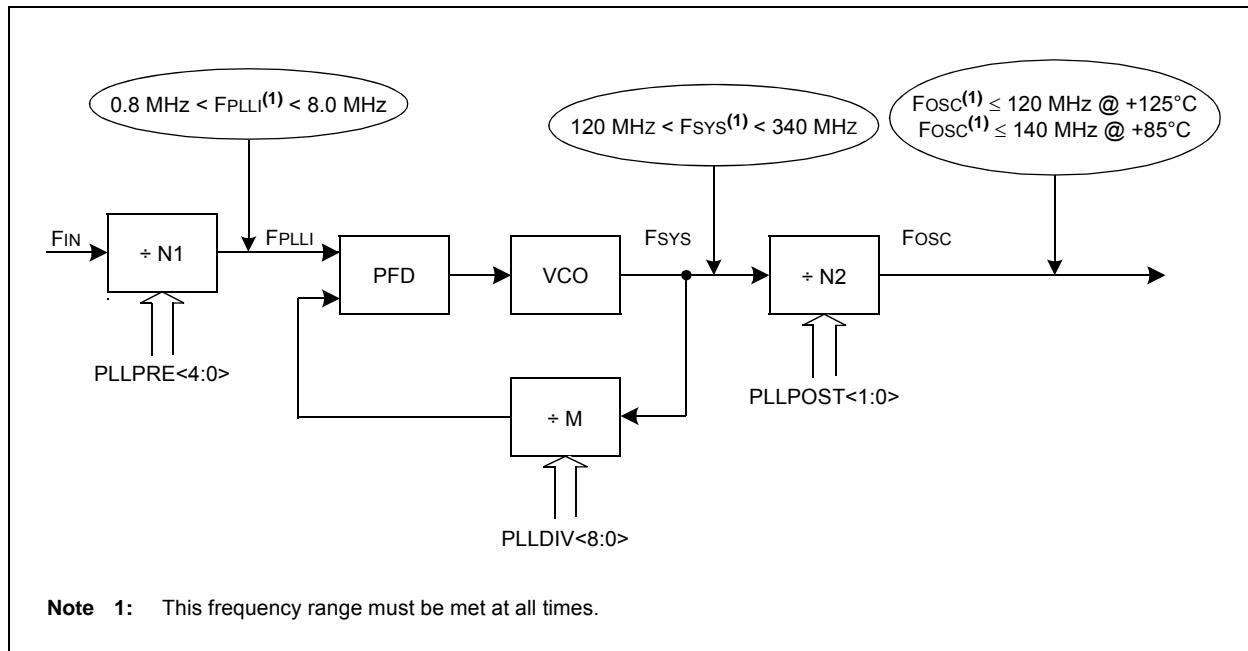 0.8 MHz < FPLLI(1) < 8.0 MHz
120 MHZ < FSYS(1) < 340 MHZ
FOSC(1) ≤ 120 MHz @ +125°C
FOSC(1) ≤ 140 MHz @ +85°C
FIN
÷ N1
FPLLI
PFD
VCO
FSYS
÷ N2
FOSC
PLLPRE<4:0>
÷ M
PLLPOST<1:0>
PLLDIV<8:0>
Note 1: This frequency range must be met at all times.